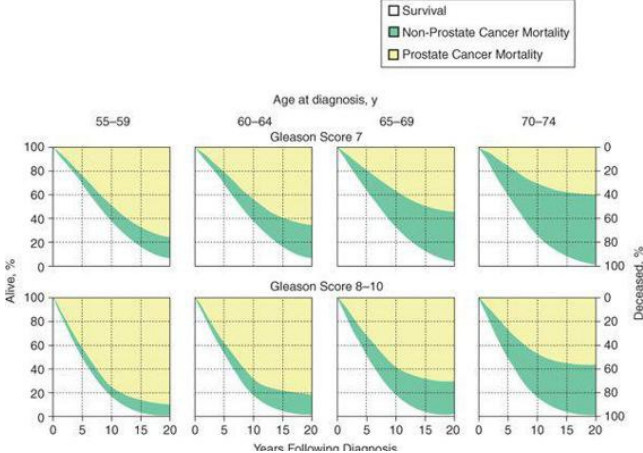 Survival
Non-Prostate Cancer Mortality
Prostate Cancer Mortality
Age at diagnosis, y
55–59 60–64 65–69 70–74
Gleason Score 7
100 0
80 20
60 40
40 60
20 80
0 100
Alive, %
Deceased, %
Gleason Score 8–10
100 0
80 20
60 40
40 60
20 80
0 100
0 5 10 15 20 0 5 10 15 20 0 5 10 15 20 0 5 10 15 20
Years Following Diagnosis